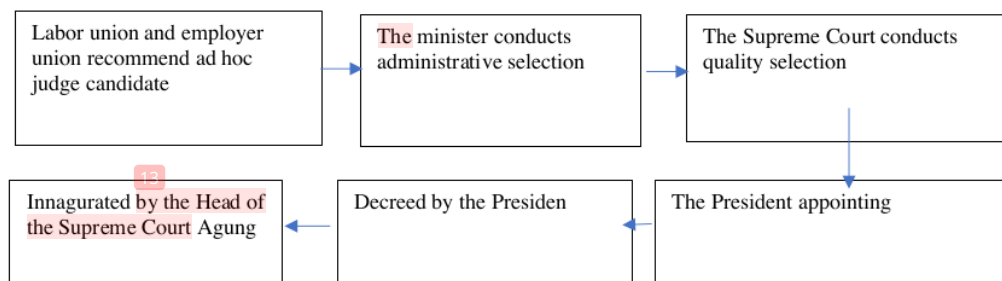 Labor union and employer
union recommend ad hoc
judge candidate
The minister conducts
administrative selection
The Supreme Court conducts
quality selection
The President appointing
Decreed by the Presiden
13
Innagurated by the Head of
the Supreme Court Agung